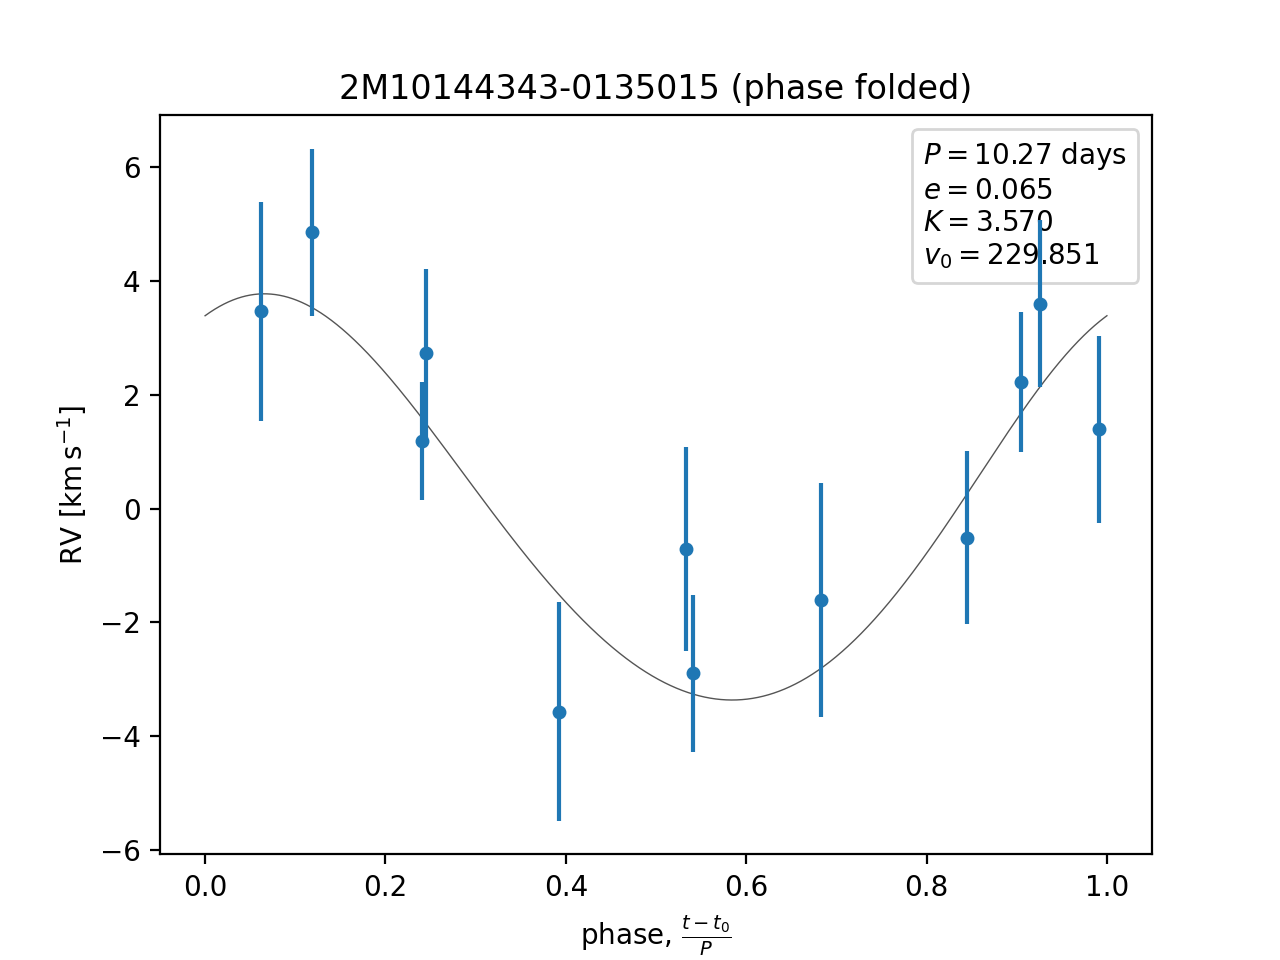 2M10144343-0135015 (phase folded)
P = 10.27 days
e = 0.065
K = 3.570
v₀ = 229.851
RV [km s⁻¹]
6
4
2
0
−2
−4
−6
0.0 0.2 0.4 0.6 0.8 1.0
phase, (t − t₀)/P